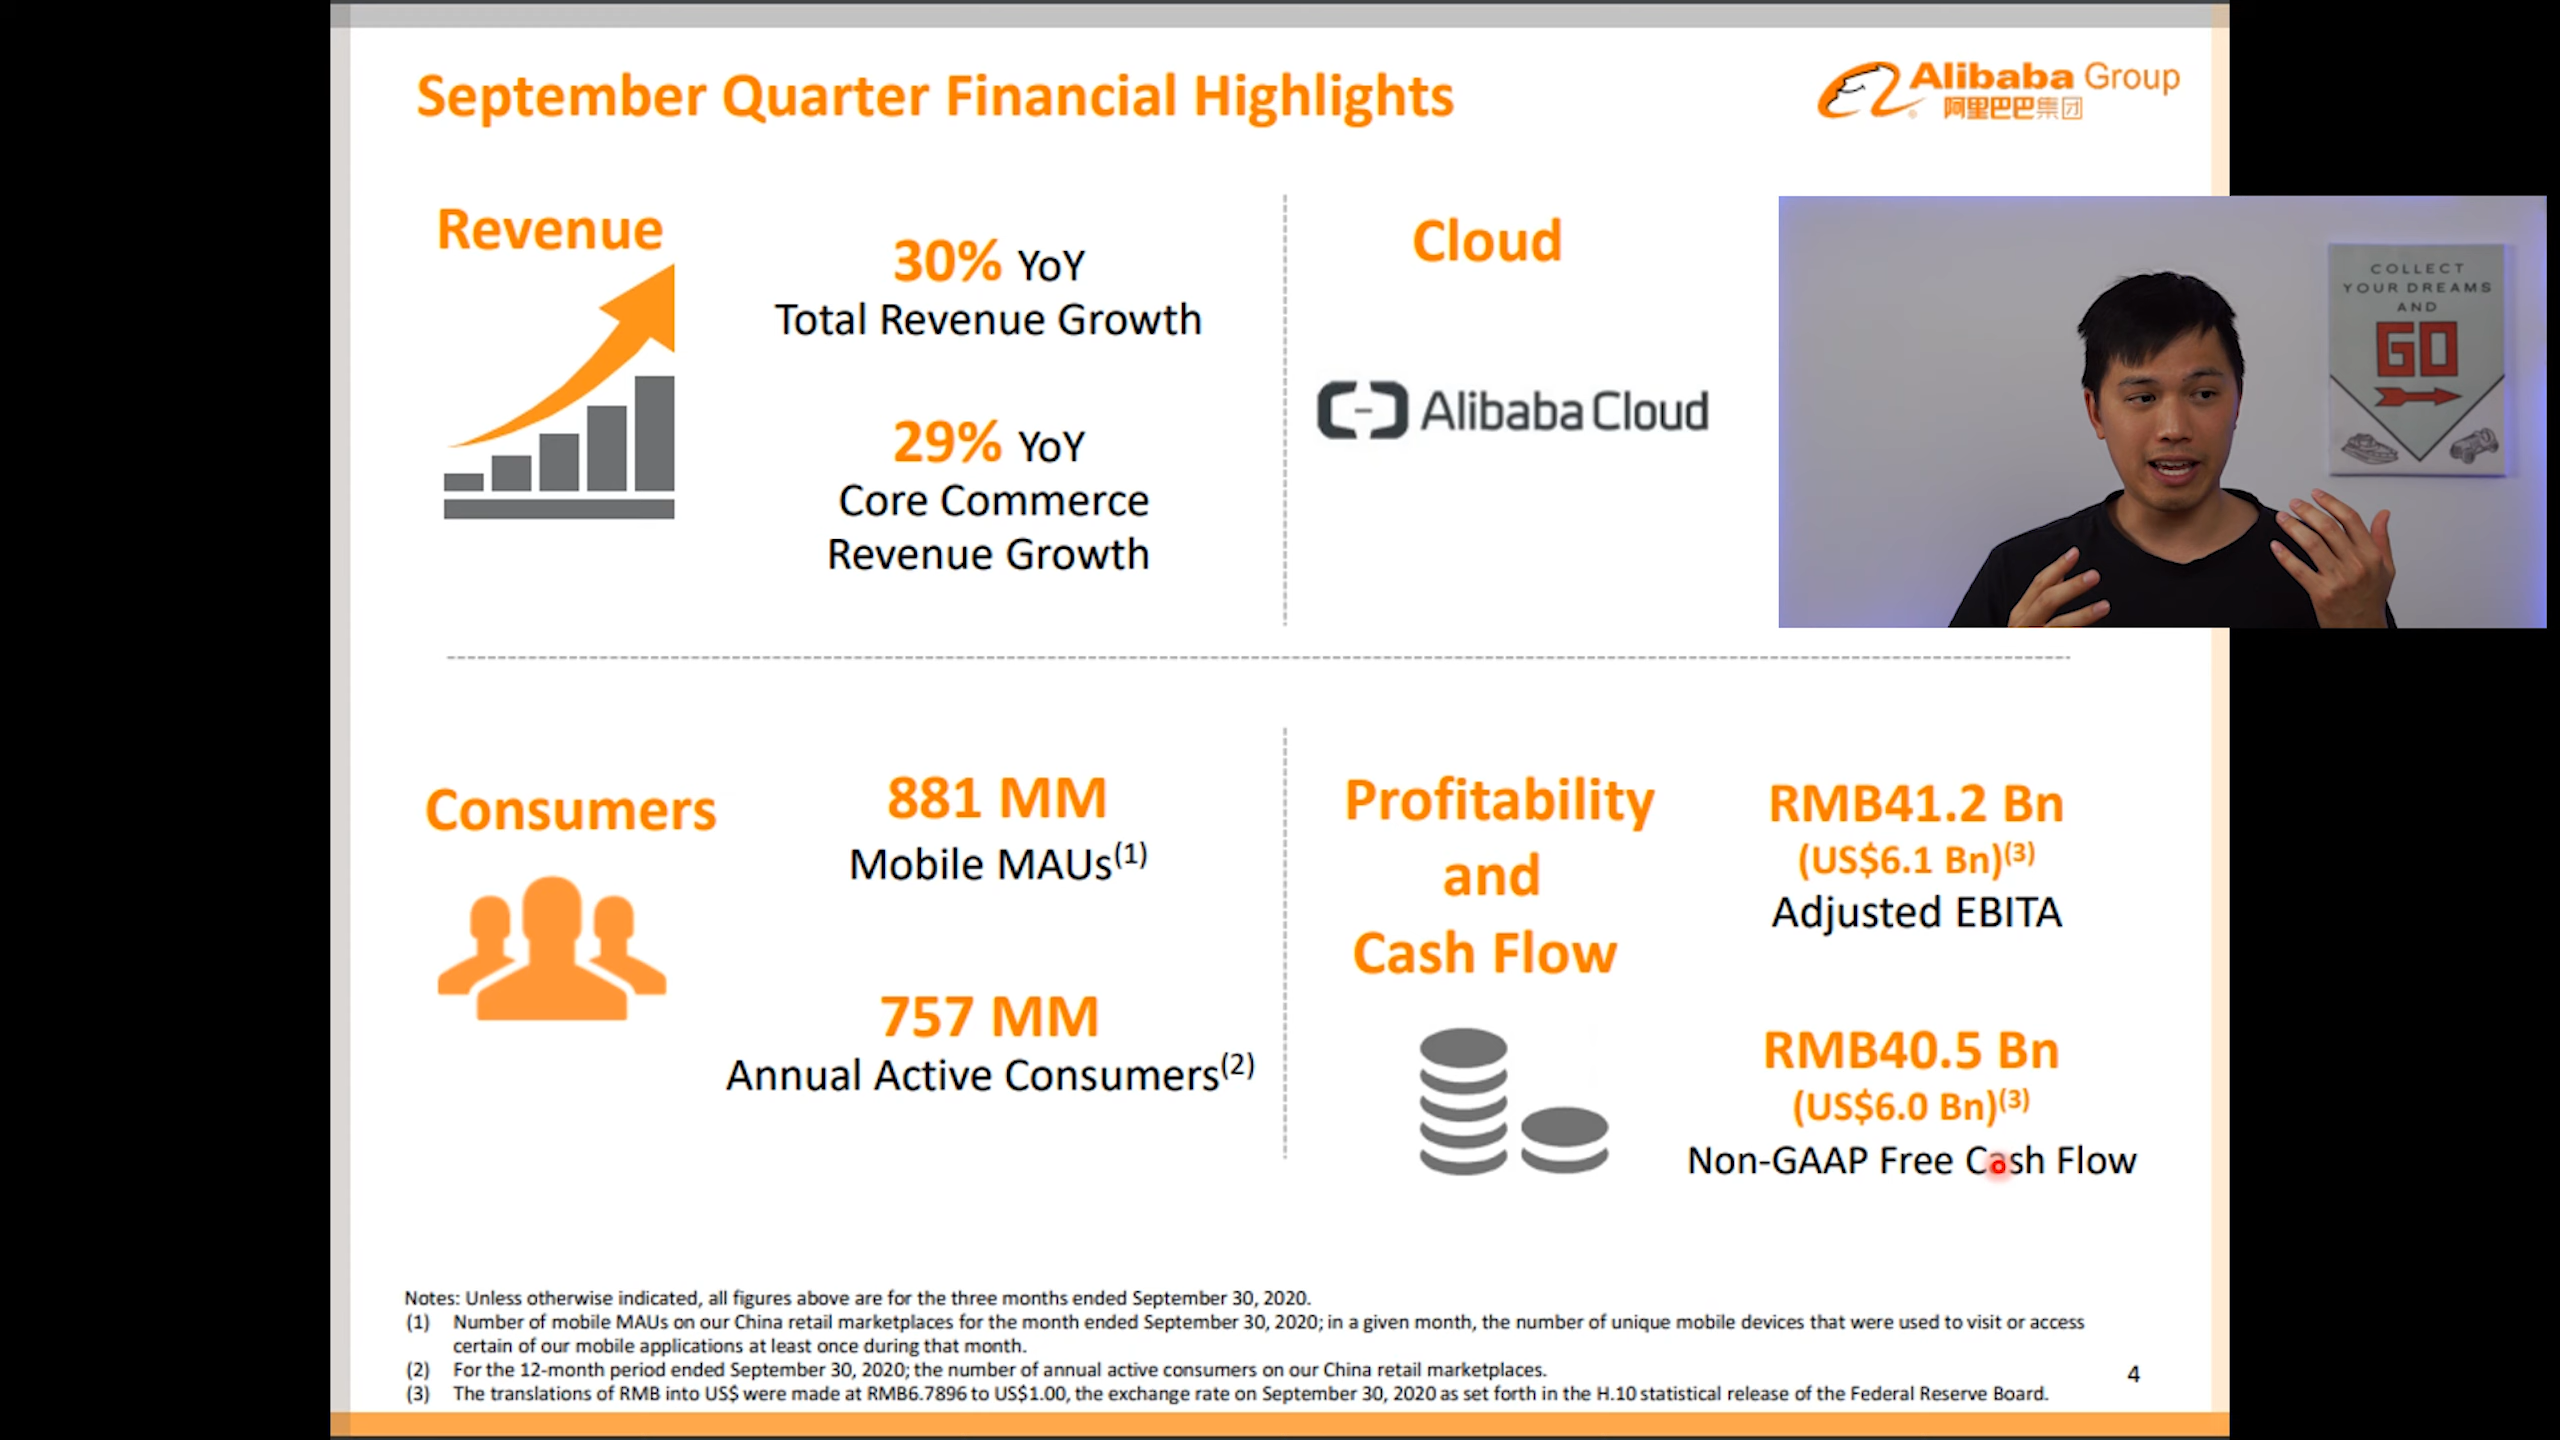 September Quarter Financial Highlights
Alibaba Group
阿里巴巴集团
Revenue
30% YoY
Total Revenue Growth
29% YoY
Core Commerce
Revenue Growth
Cloud
Alibaba Cloud
COLLECT
YOUR DREAMS
AND
GO
Consumers
881 MM
Mobile MAUs(1)
757 MM
Annual Active Consumers(2)
Profitability
and
Cash Flow
RMB41.2 Bn
(US$6.1 Bn)(3)
Adjusted EBITA
RMB40.5 Bn
(US$6.0 Bn)(3)
Non-GAAP Free Cash Flow
Notes: Unless otherwise indicated, all figures above are for the three months ended September 30, 2020.
(1) Number of mobile MAUs on our China retail marketplaces for the month ended September 30, 2020; in a given month, the number of unique mobile devices that were used to visit or access
certain of our mobile applications at least once during that month.
(2) For the 12-month period ended September 30, 2020; the number of annual active consumers on our China retail marketplaces.
(3) The translations of RMB into US$ were made at RMB6.7896 to US$1.00, the exchange rate on September 30, 2020 as set forth in the H.10 statistical release of the Federal Reserve Board.
4